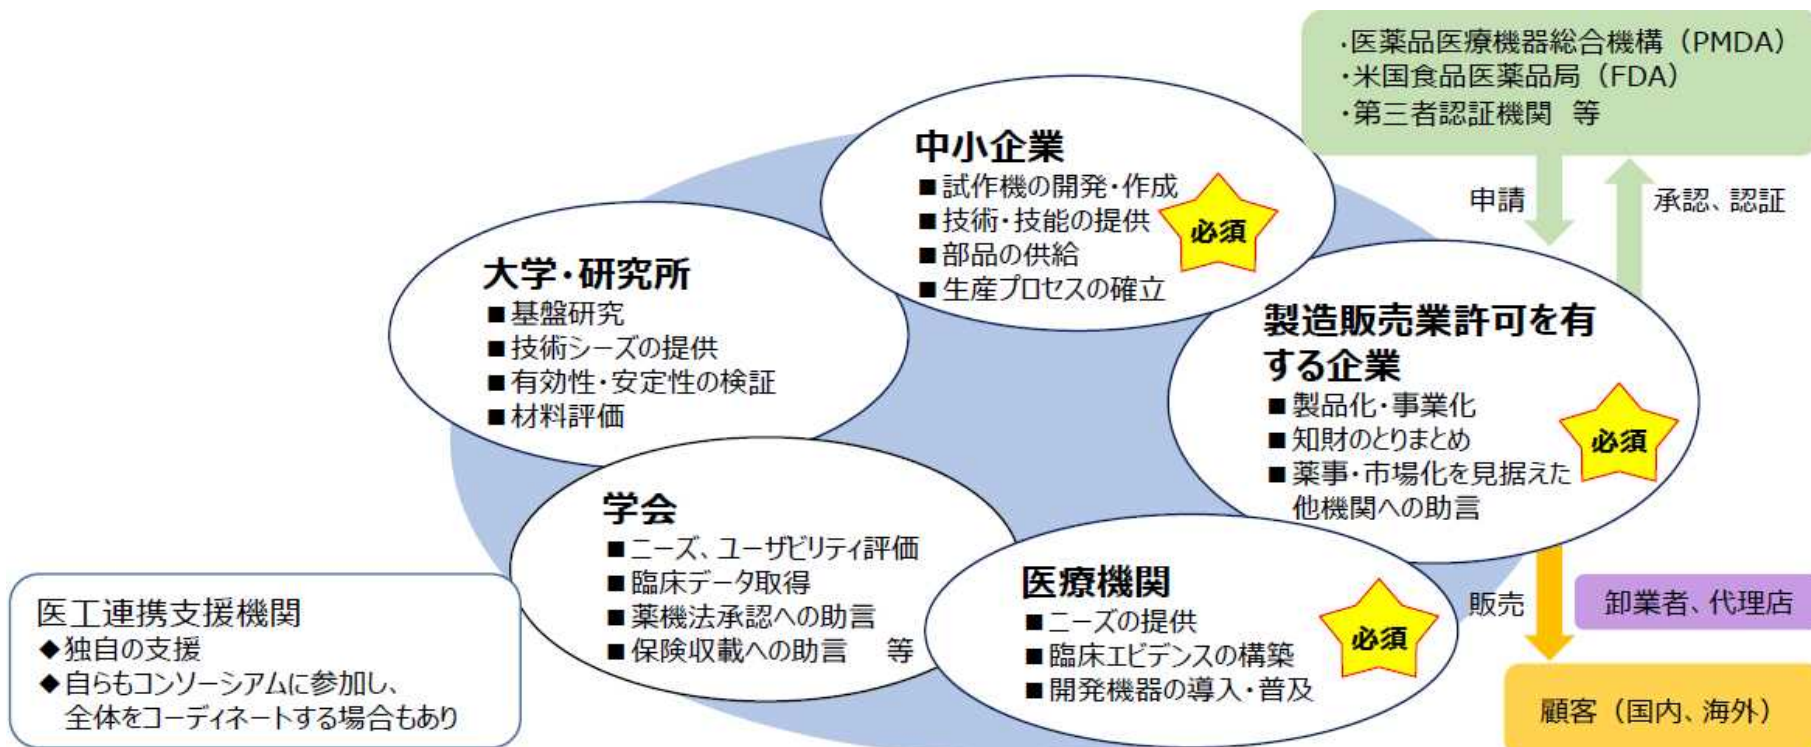 ・医薬品医療機器総合機構（PMDA）
・米国食品医薬品局（FDA）
・第三者認証機関　等
申請
承認、認証
中小企業
■試作機の開発・作成
■技術・技能の提供
■部品の供給
■生産プロセスの確立
必須
大学・研究所
■基盤研究
■技術シーズの提供
■有効性・安定性の検証
■材料評価
製造販売業許可を有
する企業
■製品化・事業化
■知財のとりまとめ
■薬事・市場化を見据えた
他機関への助言
必須
学会
■ニーズ、ユーザビリティ評価
■臨床データ取得
■薬機法承認への助言
■保険収載への助言　等
医療機関
■ニーズの提供
■臨床エビデンスの構築
■開発機器の導入・普及
必須
医工連携支援機関
◆独自の支援
◆自らもコンソーシアムに参加し、
全体をコーディネートする場合もあり
販売
卸業者、代理店
顧客（国内、海外）